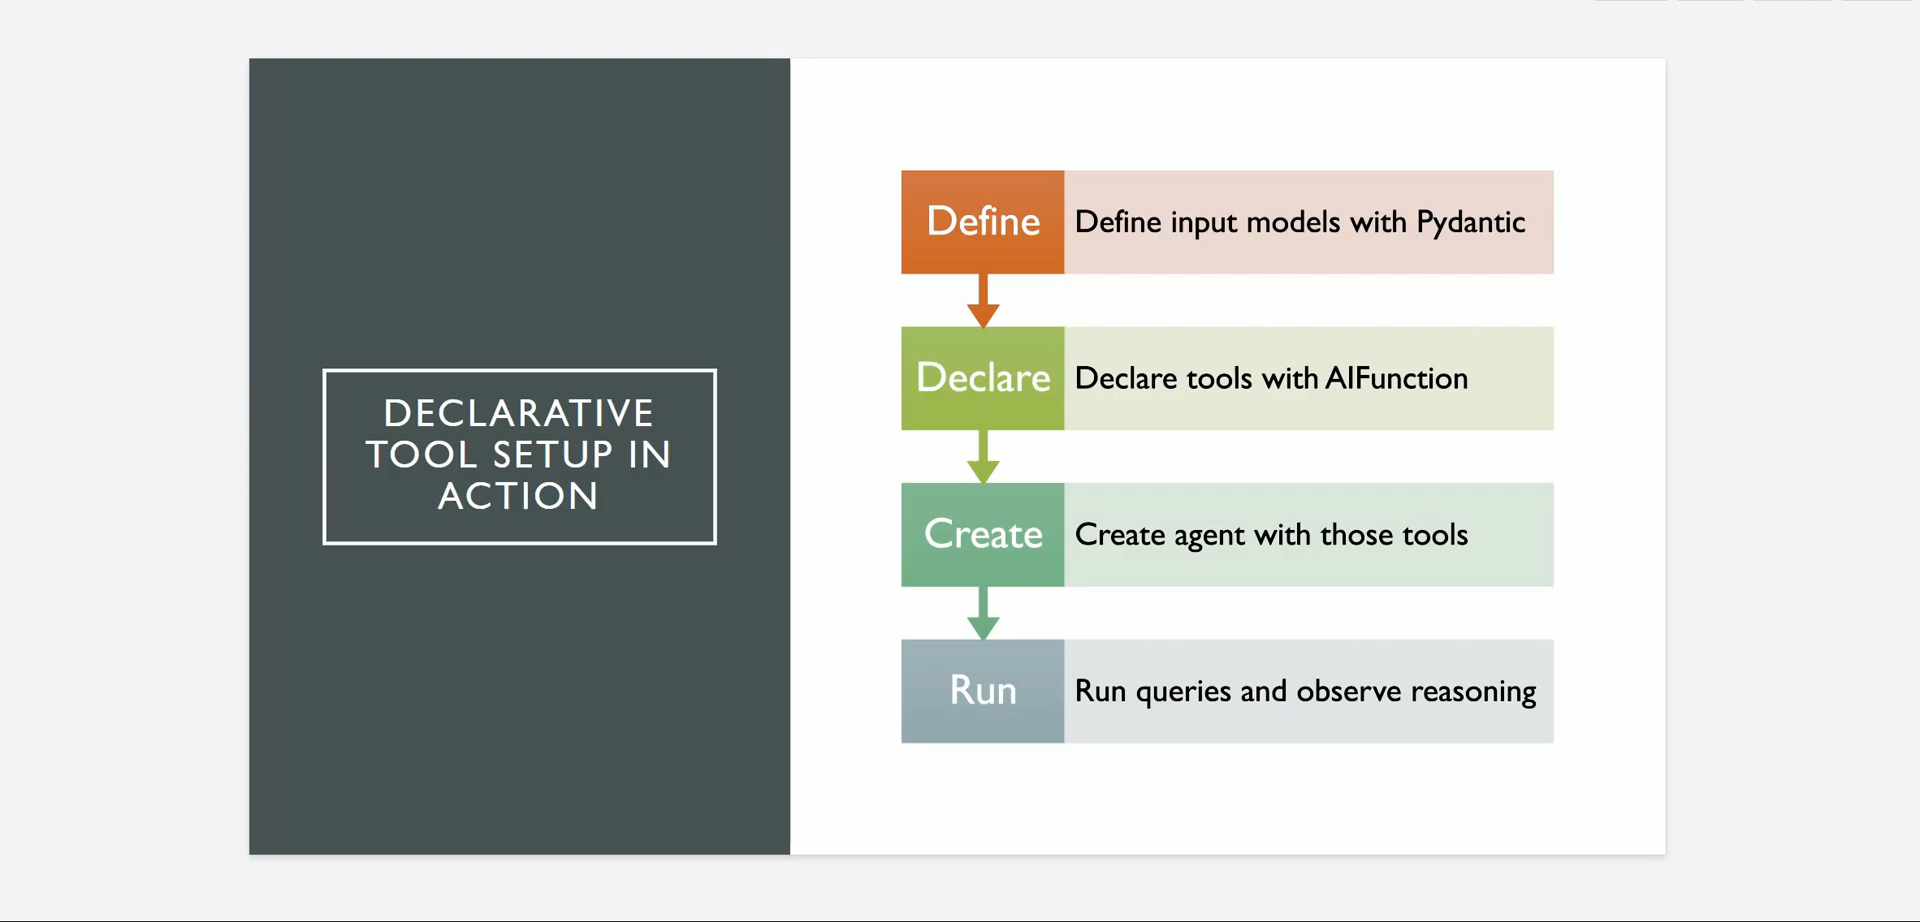 DECLARATIVE
TOOL SETUP IN
ACTION
Define
Define input models with Pydantic
Declare
Declare tools with AIFunction
Create
Create agent with those tools
Run
Run queries and observe reasoning